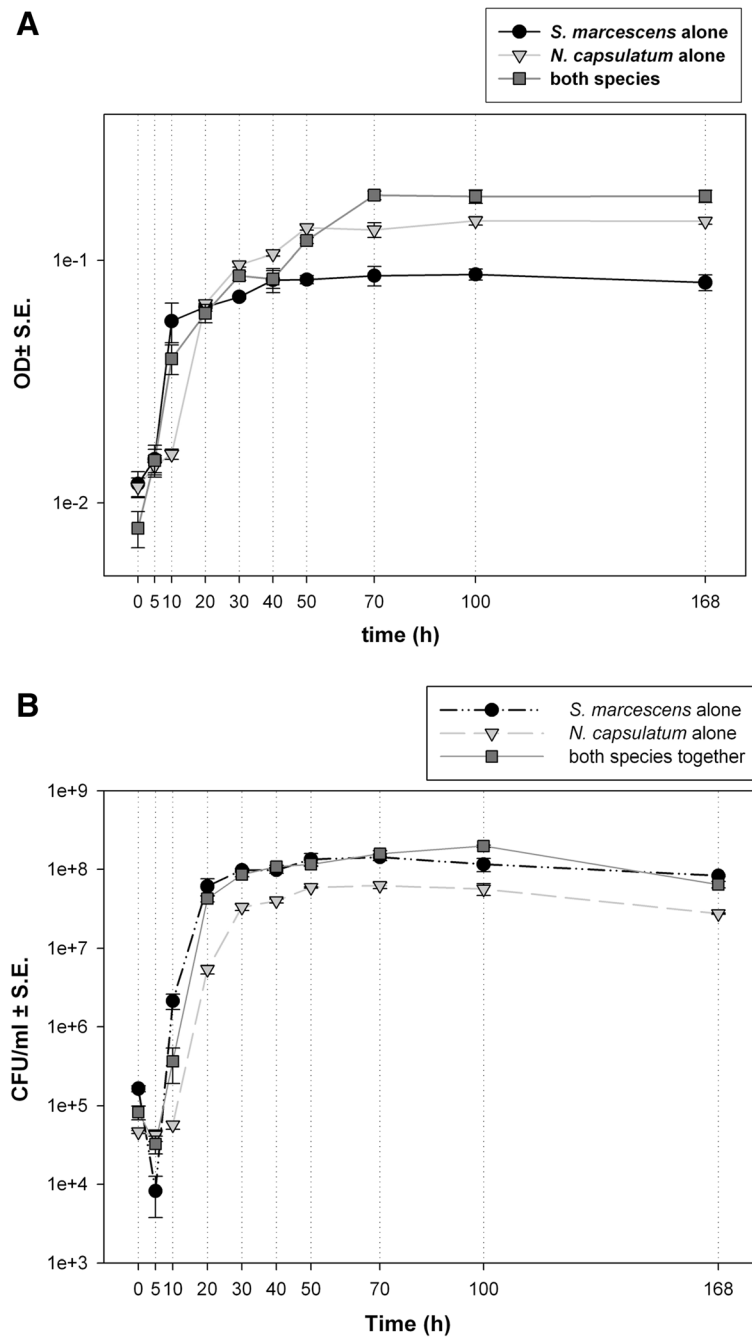 A
S. marcescens alone
N. capsulatum alone
both species
1e-1
1e-2
OD± S.E.
0 5 10 20 30 40 50 70 100 168
time (h)
B
S. marcescens alone
N. capsulatum alone
both species together
1e+9
1e+8
1e+7
1e+6
1e+5
1e+4
1e+3
CFU/ml ± S.E.
0 5 10 20 30 40 50 70 100 168
Time (h)